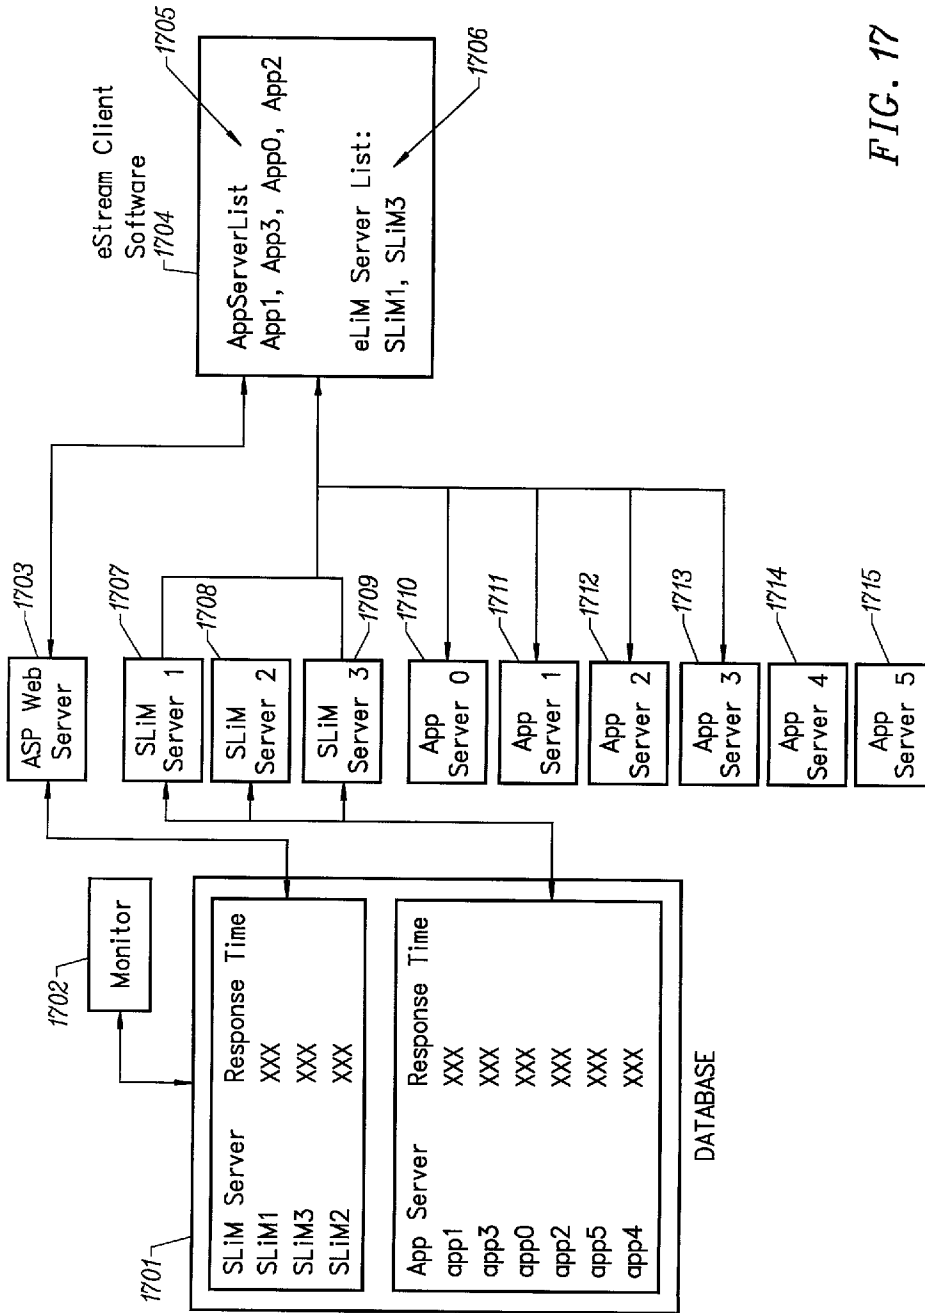 1701
1702
Monitor
SLiM Server Response Time
SLiM1 XXX
SLiM3 XXX
SLiM2 XXX
App Server Response Time
app1 XXX
app3 XXX
app0 XXX
app2 XXX
app5 XXX
app4 XXX
DATABASE
ASP Web
Server
1703
SLiM
Server 1
1707
SLiM
Server 2
1708
SLiM
Server 3
1709
App
Server 0
1710
App
Server 1
1711
App
Server 2
1712
App
Server 3
1713
App
Server 4
1714
App
Server 5
1715
eStream Client
Software
1704
AppServerList
App1, App3, App0, App2
1705
eLiM Server List:
SLiM1, SLiM3
1706
FIG. 17